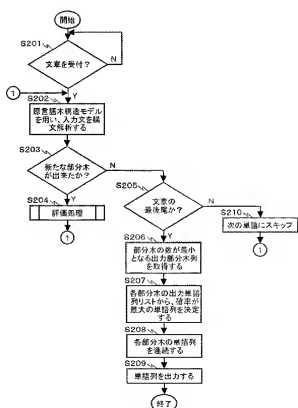 開始
S201
文章を受付？
Y
①
S202
原言語木構造モデル
を用い、入力文を構
文解析する
S203
新たな部分木
が出来たか？
N
Y
S204
評価処理
①
S205
文章の
最後尾か？
N
Y
S210
次の単語にスキップ
①
S206
部分木の数が最小
となる出力部分木列
を取得する
S207
各部分木の出力単語
列リストから、確率が
最大の単語列を決定す
る
S208
各部分木の単語列
を連続する
S209
単語列を出力する
終了